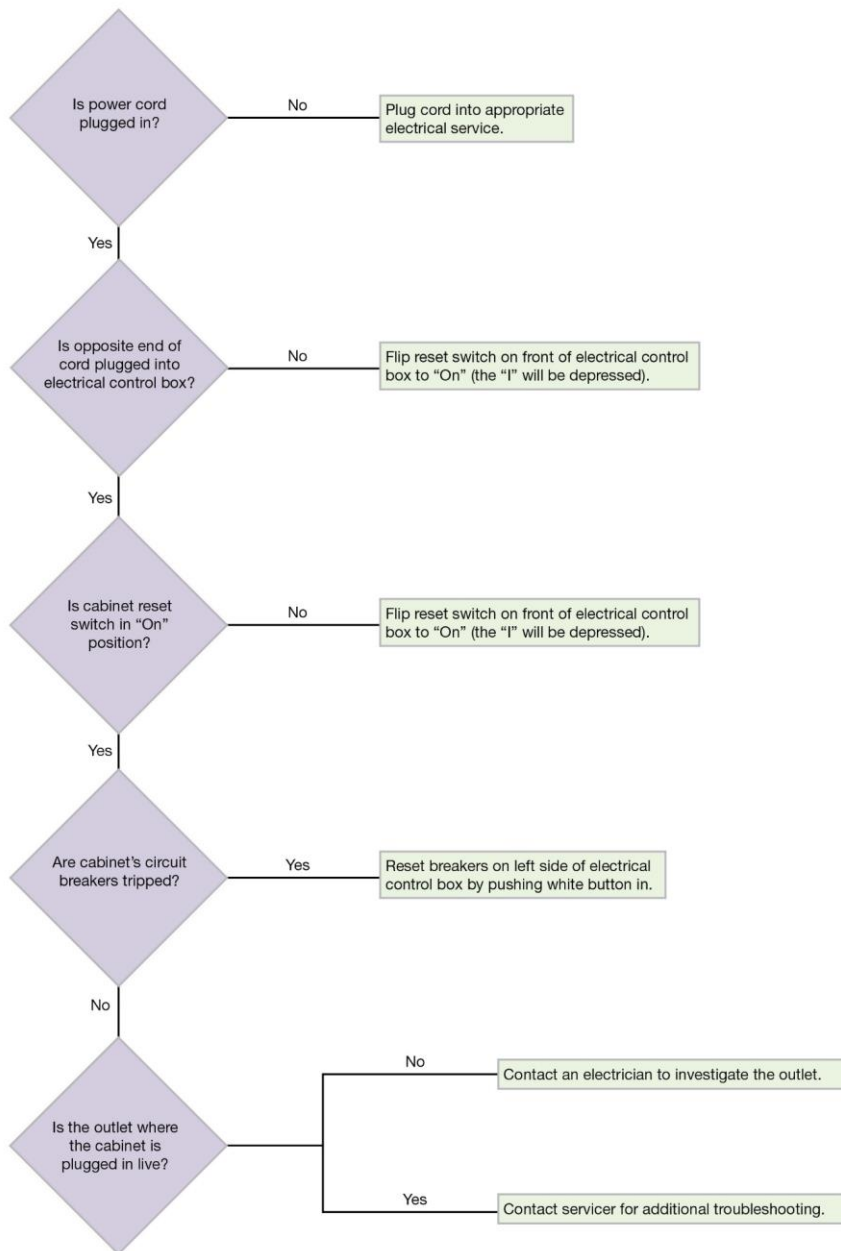 Is power cord
plugged in?
No
Plug cord into appropriate
electrical service.
Yes
Is opposite end of
cord plugged into
electrical control box?
No
Flip reset switch on front of electrical control
box to “On” (the “I” will be depressed).
Yes
Is cabinet reset
switch in “On”
position?
No
Flip reset switch on front of electrical control
box to “On” (the “I” will be depressed).
Yes
Are cabinet’s circuit
breakers tripped?
Yes
Reset breakers on left side of electrical
control box by pushing white button in.
No
Is the outlet where
the cabinet is
plugged in live?
No
Contact an electrician to investigate the outlet.
Yes
Contact servicer for additional troubleshooting.